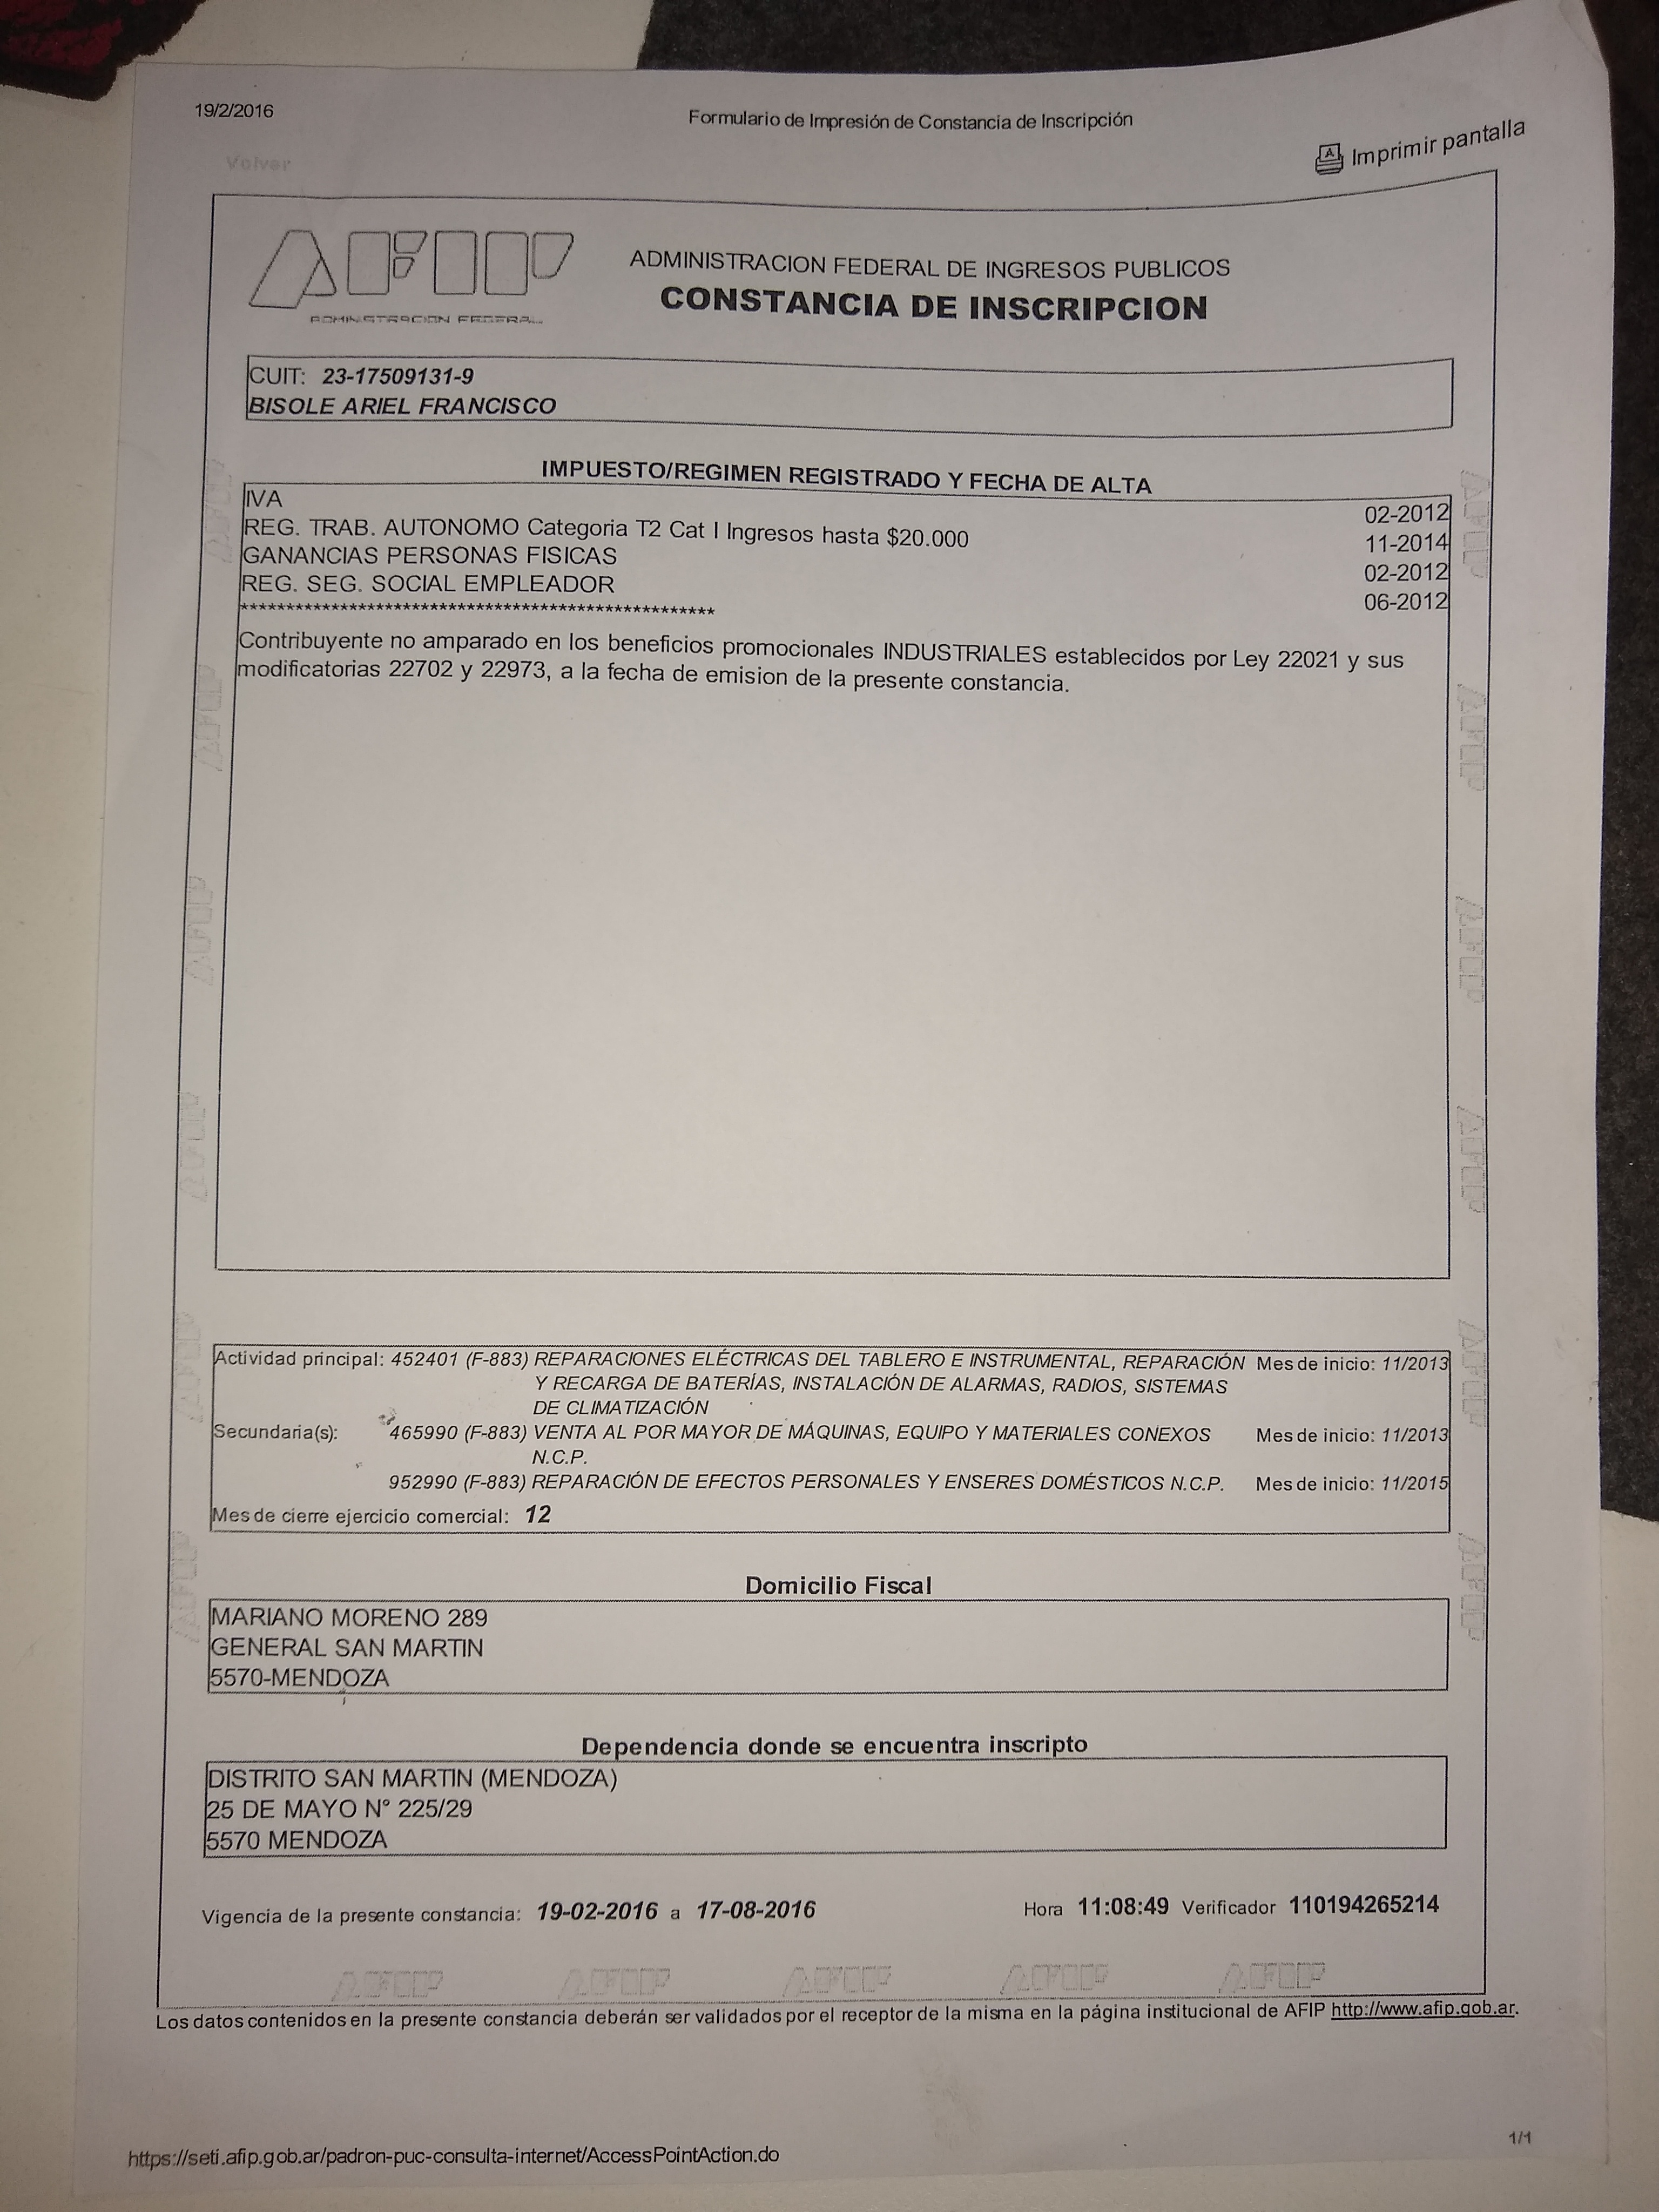 19/2/2016
Formulario de Impresión de Constancia de Inscripción
Volver
Imprimir pantalla
AFIP
ADMINISTRACION FEDERAL
ADMINISTRACION FEDERAL DE INGRESOS PUBLICOS
CONSTANCIA DE INSCRIPCION
CUIT: 23-17509131-9
BISOLE ARIEL FRANCISCO
IMPUESTO/REGIMEN REGISTRADO Y FECHA DE ALTA
IVA 02-2012
REG. TRAB. AUTONOMO Categoria T2 Cat I Ingresos hasta $20.000 11-2014
GANANCIAS PERSONAS FISICAS 02-2012
REG. SEG. SOCIAL EMPLEADOR 06-2012
****************************************************
Contribuyente no amparado en los beneficios promocionales INDUSTRIALES establecidos por Ley 22021 y sus
modificatorias 22702 y 22973, a la fecha de emision de la presente constancia.
Actividad principal: 452401 (F-883) REPARACIONES ELÉCTRICAS DEL TABLERO E INSTRUMENTAL, REPARACIÓN Mes de inicio: 11/2013
Y RECARGA DE BATERÍAS, INSTALACIÓN DE ALARMAS, RADIOS, SISTEMAS
DE CLIMATIZACIÓN
Secundaria(s): 465990 (F-883) VENTA AL POR MAYOR DE MÁQUINAS, EQUIPO Y MATERIALES CONEXOS Mes de inicio: 11/2013
N.C.P.
952990 (F-883) REPARACIÓN DE EFECTOS PERSONALES Y ENSERES DOMÉSTICOS N.C.P. Mes de inicio: 11/2015
Mes de cierre ejercicio comercial: 12
Domicilio Fiscal
MARIANO MORENO 289
GENERAL SAN MARTIN
5570-MENDOZA
Dependencia donde se encuentra inscripto
DISTRITO SAN MARTIN (MENDOZA)
25 DE MAYO N° 225/29
5570 MENDOZA
Vigencia de la presente constancia: 19-02-2016 a 17-08-2016 Hora 11:08:49 Verificador 110194265214
AFIP AFIP AFIP AFIP AFIP
Los datos contenidos en la presente constancia deberán ser validados por el receptor de la misma en la página institucional de AFIP http://www.afip.gob.ar.
https://seti.afip.gob.ar/padron-puc-consulta-internet/AccessPointAction.do
1/1